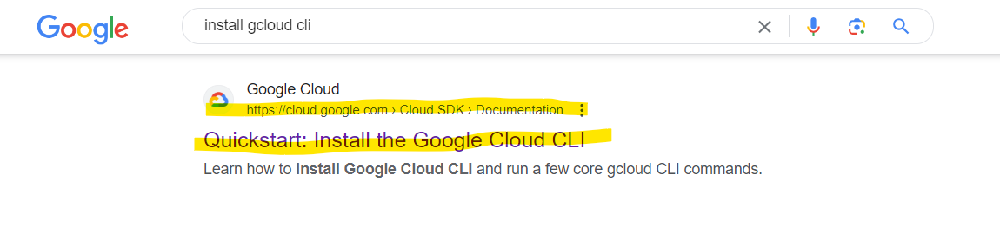 Google
install gcloud cli
Google Cloud
https://cloud.google.com › Cloud SDK › Documentation
Quickstart: Install the Google Cloud CLI
Learn how to install Google Cloud CLI and run a few core gcloud CLI commands.